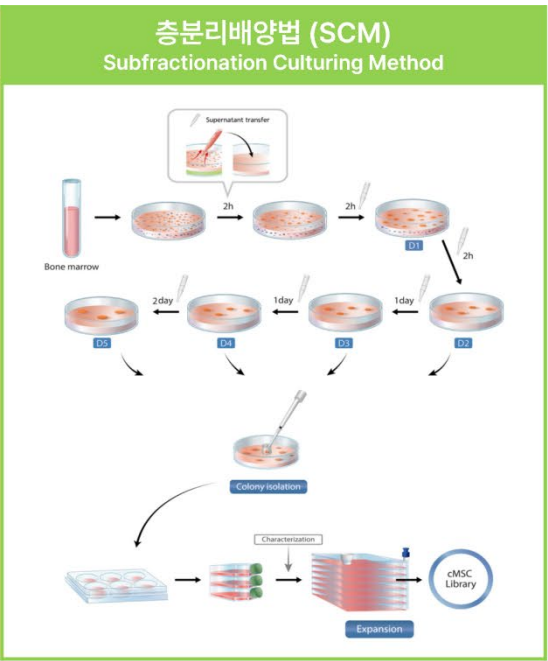 층분리배양법 (SCM)
Subfractionation Culturing Method
Supernatant transfer
2h
2h
D1
Bone marrow
2h
2day
1day
1day
D5
D4
D3
D2
Colony isolation
Characterization
cMSC
Library
Expansion